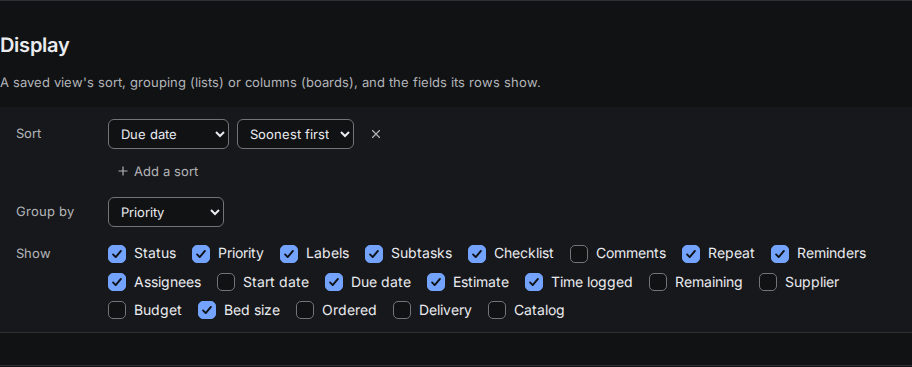 Display
A saved view's sort, grouping (lists) or columns (boards), and the fields its rows show.
Sort Due date Soonest first
Add a sort
Group by Priority
Show Status Priority Labels Subtasks Checklist Comments Repeat Reminders
Assignees Start date Due date Estimate Time logged Remaining Supplier
Budget Bed size Ordered Delivery Catalog